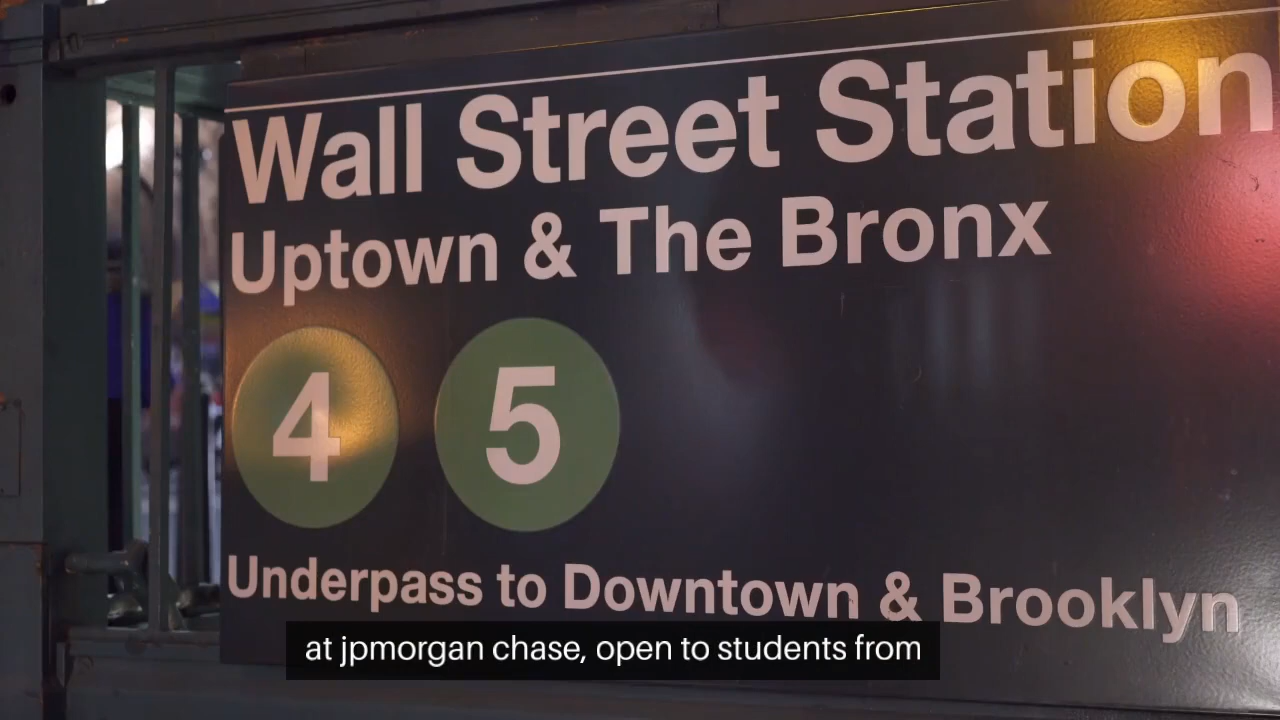 Wall Street Station
Uptown & The Bronx
4 5
Underpass to Downtown & Brooklyn
at jpmorgan chase, open to students from